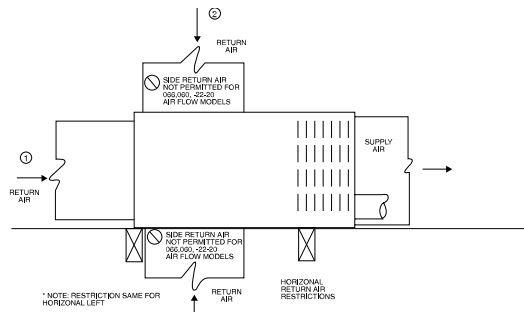 ②
RETURN
AIR
SIDE RETURN AIR
NOT PERMITTED FOR
066,060, -22-20
AIR FLOW MODELS
①
RETURN
AIR
SUPPLY
AIR
SIDE RETURN AIR
NOT PERMITTED FOR
066,060, -22-20
AIR FLOW MODELS
* NOTE: RESTRICTION SAME FOR
HORIZONAL LEFT
RETURN
AIR
HORIZONAL
RETURN AIR
RESTRICTIONS